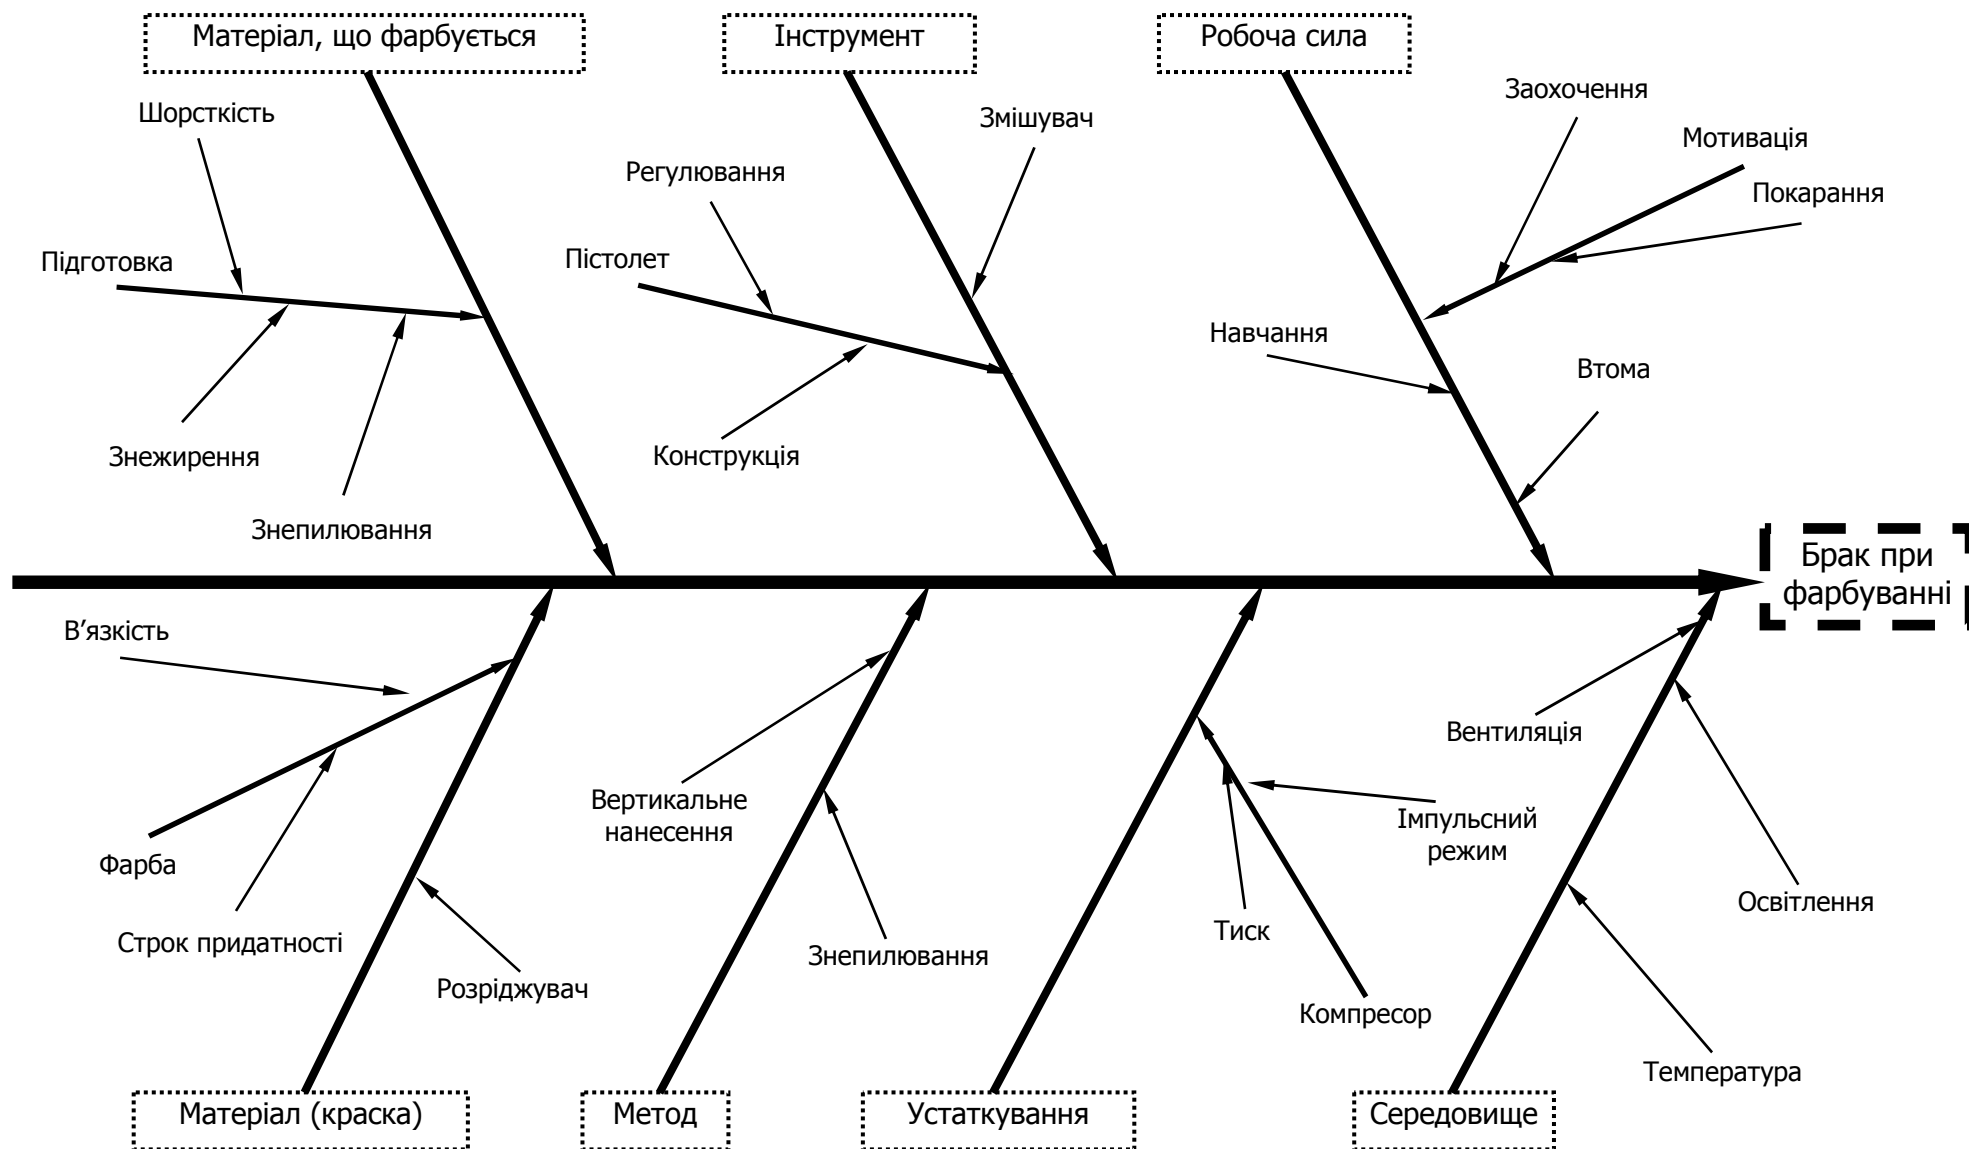 Матеріал, що фарбується
Інструмент
Робоча сила
Заохочення
Шорсткість
Змішувач
Мотивація
Регулювання
Покарання
Підготовка
Пістолет
Навчання
Втома
Знежирення
Конструкція
Знепилювання
Брак при
фарбуванні
В’язкість
Вентиляція
Вертикальне
нанесення
Імпульсний
режим
Фарба
Освітлення
Тиск
Строк придатності
Знепилювання
Розріджувач
Компресор
Температура
Матеріал (краска)
Метод
Устаткування
Середовище